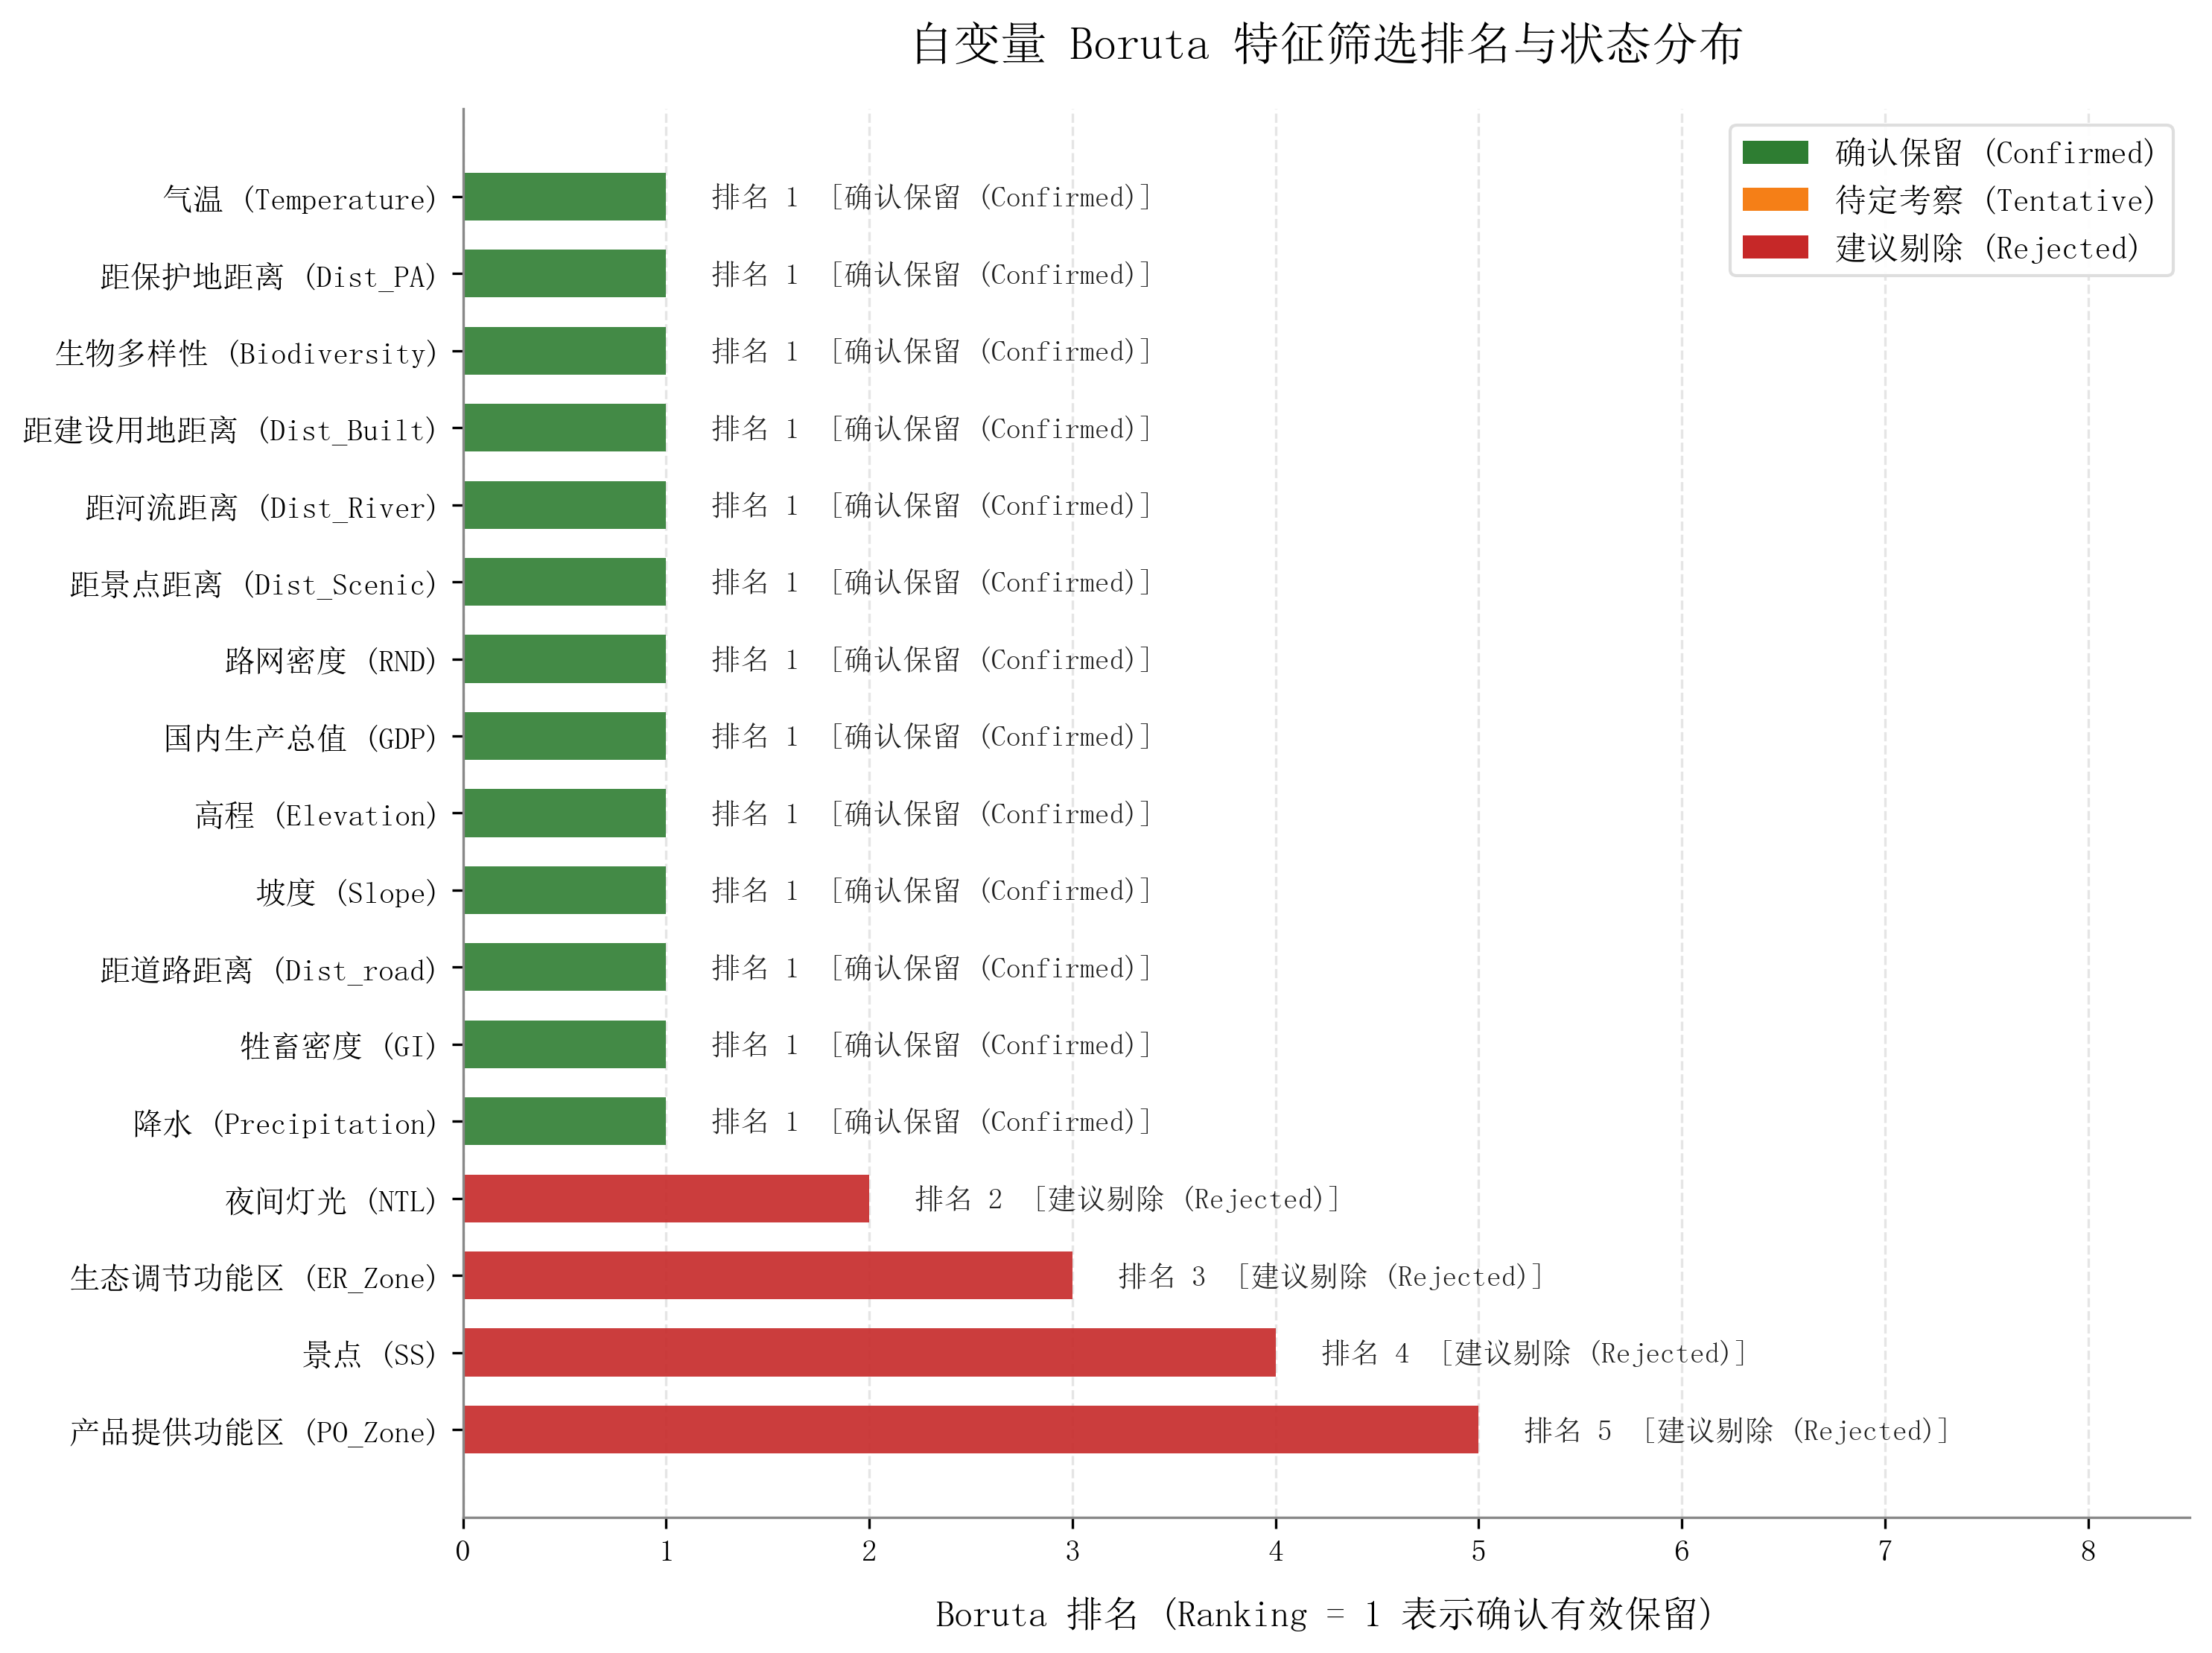 自变量 Boruta 特征筛选排名与状态分布
确认保留 (Confirmed)
待定考察 (Tentative)
建议剔除 (Rejected)
气温 (Temperature) 排名 1 [确认保留 (Confirmed)]
距保护地距离 (Dist_PA) 排名 1 [确认保留 (Confirmed)]
生物多样性 (Biodiversity) 排名 1 [确认保留 (Confirmed)]
距建设用地距离 (Dist_Built) 排名 1 [确认保留 (Confirmed)]
距河流距离 (Dist_River) 排名 1 [确认保留 (Confirmed)]
距景点距离 (Dist_Scenic) 排名 1 [确认保留 (Confirmed)]
路网密度 (RND) 排名 1 [确认保留 (Confirmed)]
国内生产总值 (GDP) 排名 1 [确认保留 (Confirmed)]
高程 (Elevation) 排名 1 [确认保留 (Confirmed)]
坡度 (Slope) 排名 1 [确认保留 (Confirmed)]
距道路距离 (Dist_road) 排名 1 [确认保留 (Confirmed)]
牲畜密度 (GI) 排名 1 [确认保留 (Confirmed)]
降水 (Precipitation) 排名 1 [确认保留 (Confirmed)]
夜间灯光 (NTL) 排名 2 [建议剔除 (Rejected)]
生态调节功能区 (ER_Zone) 排名 3 [建议剔除 (Rejected)]
景点 (SS) 排名 4 [建议剔除 (Rejected)]
产品提供功能区 (PO_Zone) 排名 5 [建议剔除 (Rejected)]
0 1 2 3 4 5 6 7 8
Boruta 排名 (Ranking = 1 表示确认有效保留)